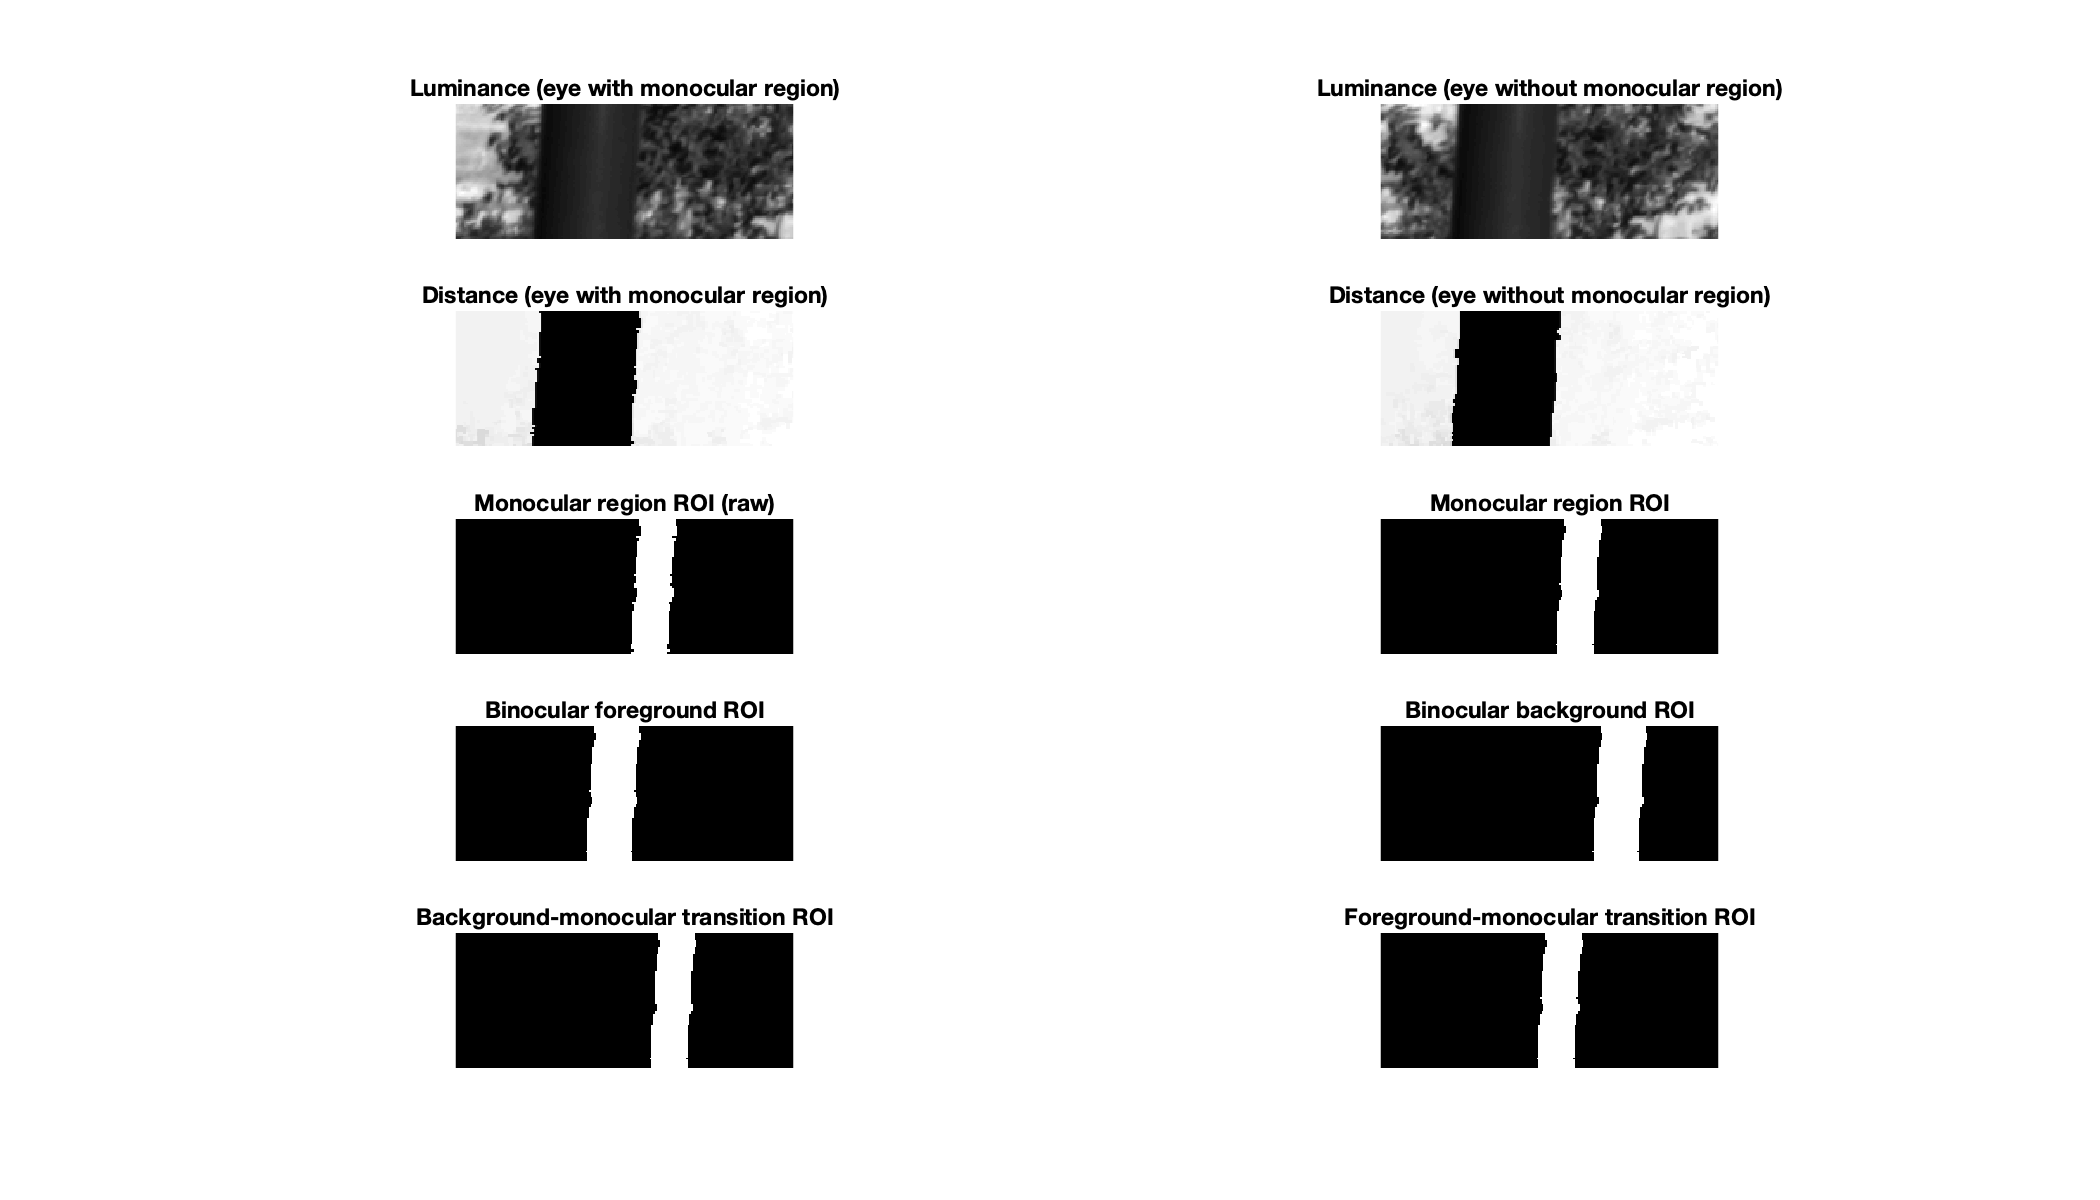 Luminance (eye with monocular region)
Luminance (eye without monocular region)
Distance (eye with monocular region)
Distance (eye without monocular region)
Monocular region ROI (raw)
Monocular region ROI
Binocular foreground ROI
Binocular background ROI
Background-monocular transition ROI
Foreground-monocular transition ROI